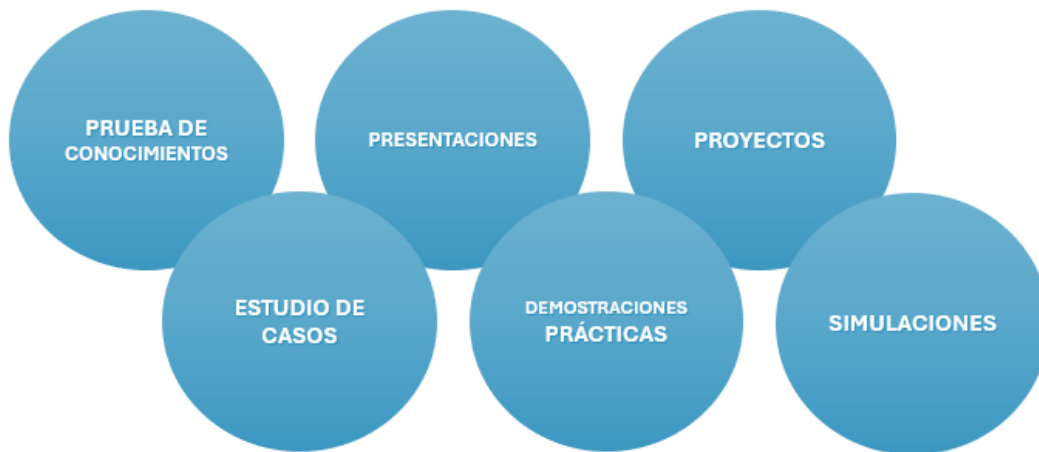 PRUEBA DE
CONOCIMIENTOS
PRESENTACIONES
PROYECTOS
ESTUDIO DE
CASOS
DEMOSTRACIONES
PRÁCTICAS
SIMULACIONES